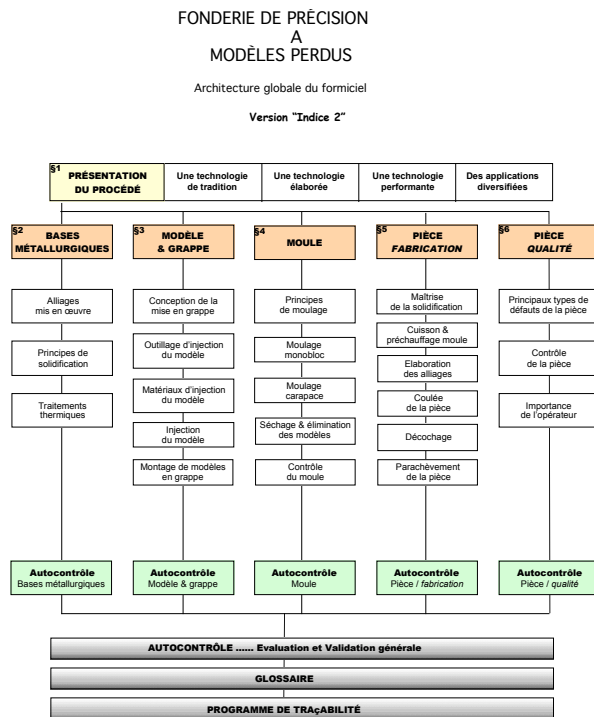 FONDERIE DE PRÉCISION
A
MODÈLES PERDUS
Architecture globale du formiciel
Version "Indice 2"
§1
PRÉSENTATION
DU PROCÉDÉ
Une technologie
de tradition
Une technologie
élaborée
Une technologie
performante
Des applications
diversifiées
§2
BASES
MÉTALLURGIQUES
§3
MODÈLE
& GRAPPE
§4
MOULE
§5
PIÈCE
FABRICATION
§6
PIÈCE
QUALITÉ
Alliages
mis en œuvre
Principes de
solidification
Traitements
thermiques
Conception de la
mise en grappe
Outillage d'injection
du modèle
Matériaux d'injection
du modèle
Injection
du modèle
Montage de modèles
en grappe
Principes
de moulage
Moulage
monobloc
Moulage
carapace
Séchage & élimination
des modèles
Contrôle
du moule
Maîtrise
de la solidification
Cuisson &
préchauffage moule
Elaboration
des alliages
Coulée
de la pièce
Décochage
Parachèvement
de la pièce
Principaux types de
défauts de la pièce
Contrôle
de la pièce
Importance
de l'opérateur
Autocontrôle
Bases métallurgiques
Autocontrôle
Modèle & grappe
Autocontrôle
Moule
Autocontrôle
Pièce / fabrication
Autocontrôle
Pièce / qualité
AUTOCONTRÔLE ...... Evaluation et Validation générale
GLOSSAIRE
PROGRAMME DE TRAçABILITÉ